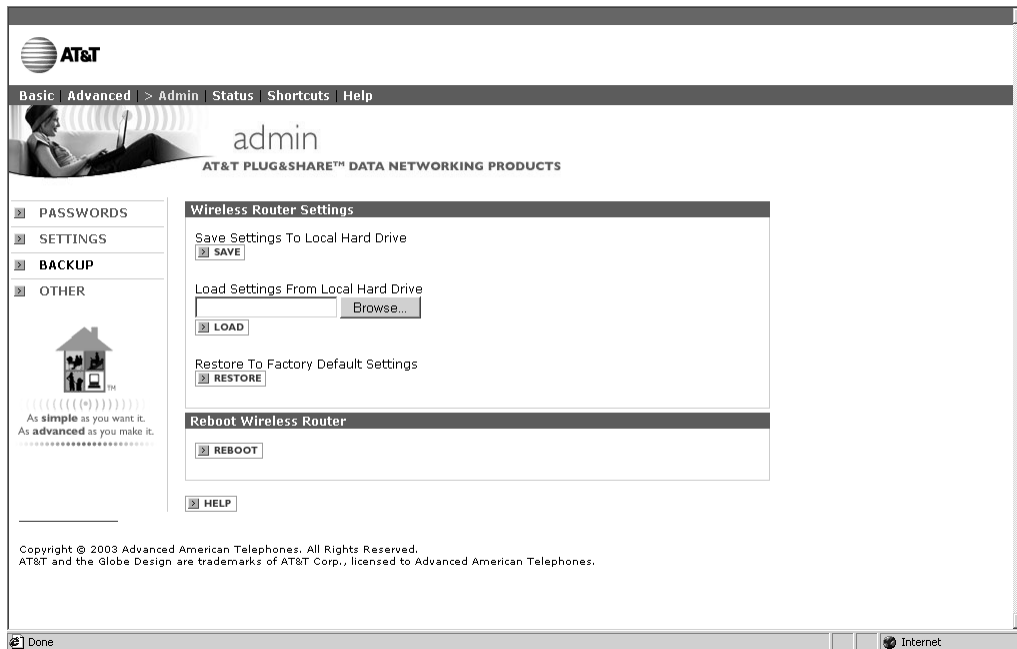 AT&T
Basic | Advanced | > Admin | Status | Shortcuts | Help
admin
AT&T PLUG&SHARE™ DATA NETWORKING PRODUCTS
PASSWORDS
SETTINGS
BACKUP
OTHER
TM
As simple as you want it.
As advanced as you make it.
Wireless Router Settings
Save Settings To Local Hard Drive
SAVE
Load Settings From Local Hard Drive
Browse...
LOAD
Restore To Factory Default Settings
RESTORE
Reboot Wireless Router
REBOOT
HELP
Copyright © 2003 Advanced American Telephones. All Rights Reserved.
AT&T and the Globe Design are trademarks of AT&T Corp., licensed to Advanced American Telephones.
Done
Internet